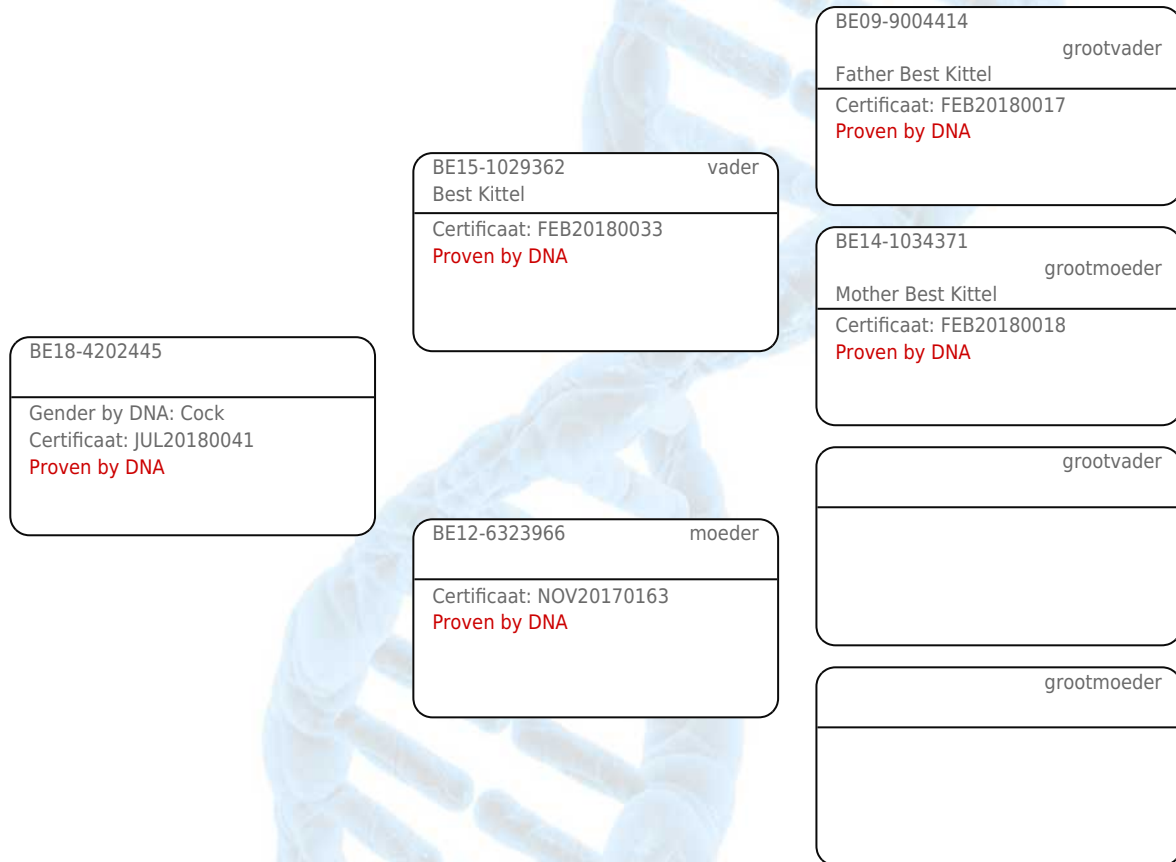 BE18-4202445
Gender by DNA: Cock
Certificaat: JUL20180041
Proven by DNA
BE15-1029362 vader
Best Kittel
Certificaat: FEB20180033
Proven by DNA
BE12-6323966 moeder
Certificaat: NOV20170163
Proven by DNA
BE09-9004414
grootvader
Father Best Kittel
Certificaat: FEB20180017
Proven by DNA
BE14-1034371
grootmoeder
Mother Best Kittel
Certificaat: FEB20180018
Proven by DNA
grootvader
grootmoeder